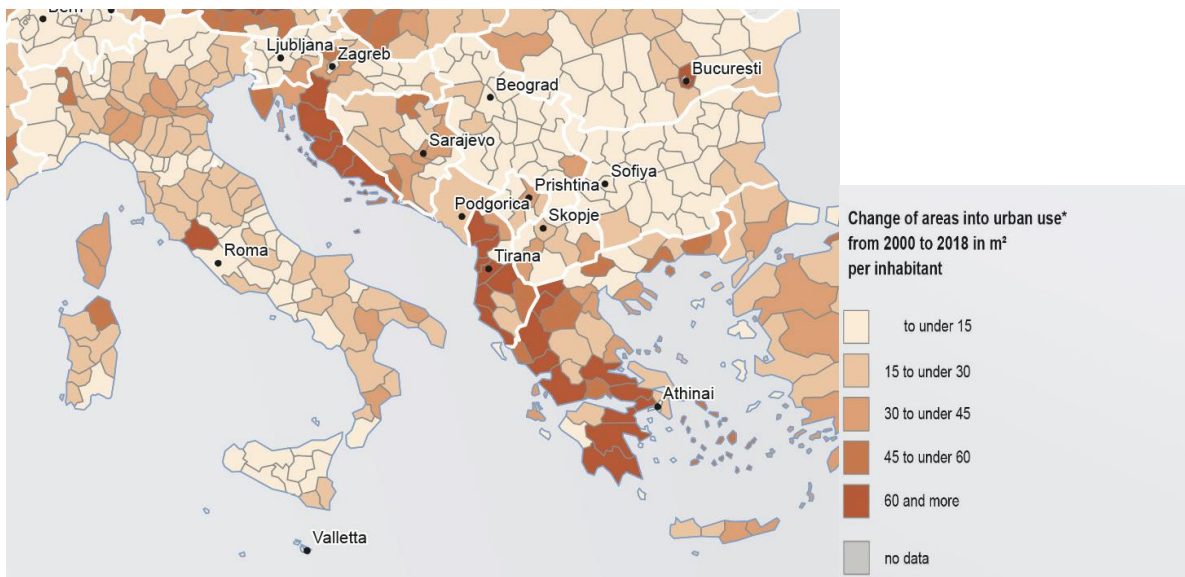 Bern
Ljubljana
Zagreb
Bucuresti
Beograd
Sarajevo
Prishtina
Sofiya
Podgorica
Skopje
Roma
Tirana
Athinai
Valletta
Change of areas into urban use*
from 2000 to 2018 in m²
per inhabitant
to under 15
15 to under 30
30 to under 45
45 to under 60
60 and more
no data